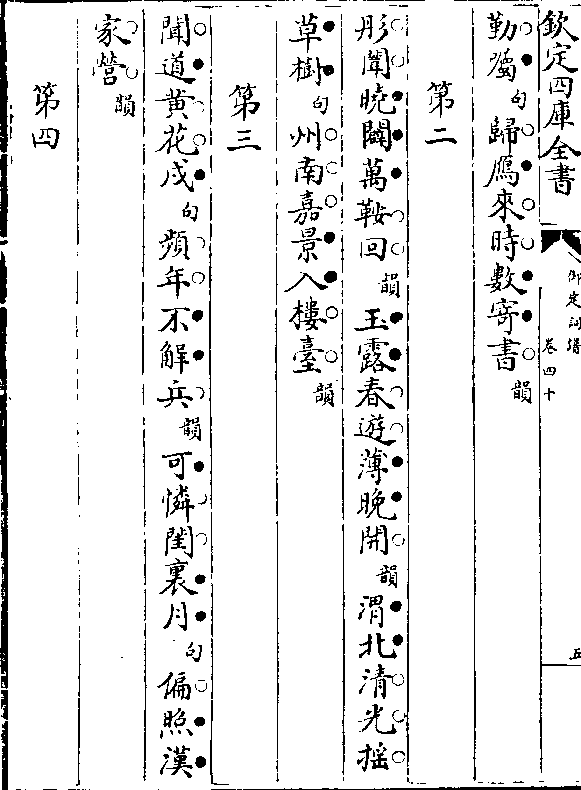 欽定四庫全書
御定詞譜
卷四十
五
勤囑句歸鴈來時數寄書韻
第二
彤闈曉闢萬鞍回韻玉露春遊薄晚開韻渭北清光揺
草樹句州南嘉景入樓臺韻
第三
聞道黄花戍句頻年不解兵韻可憐閨裏月句偏照漢
家營韻
第四